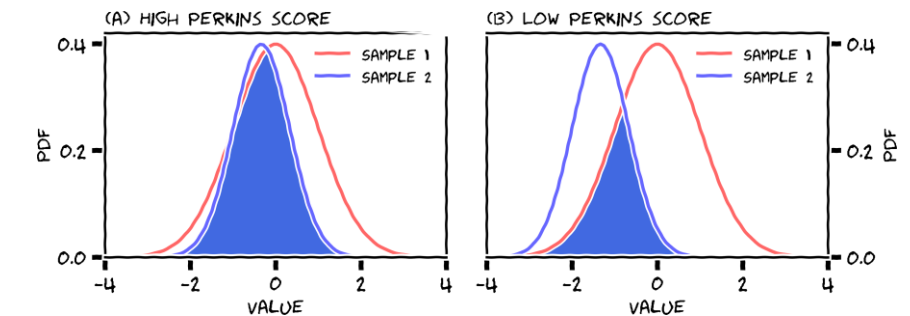 (A) HIGH PERKINS SCORE
(B) LOW PERKINS SCORE
0.4
SAMPLE 1
SAMPLE 2
SAMPLE 1
SAMPLE 2
0.4
PDF
0.2
0.2
PDF
0.0
0.0
-4 -2 0 2 4
-4 -2 0 2 4
VALUE
VALUE